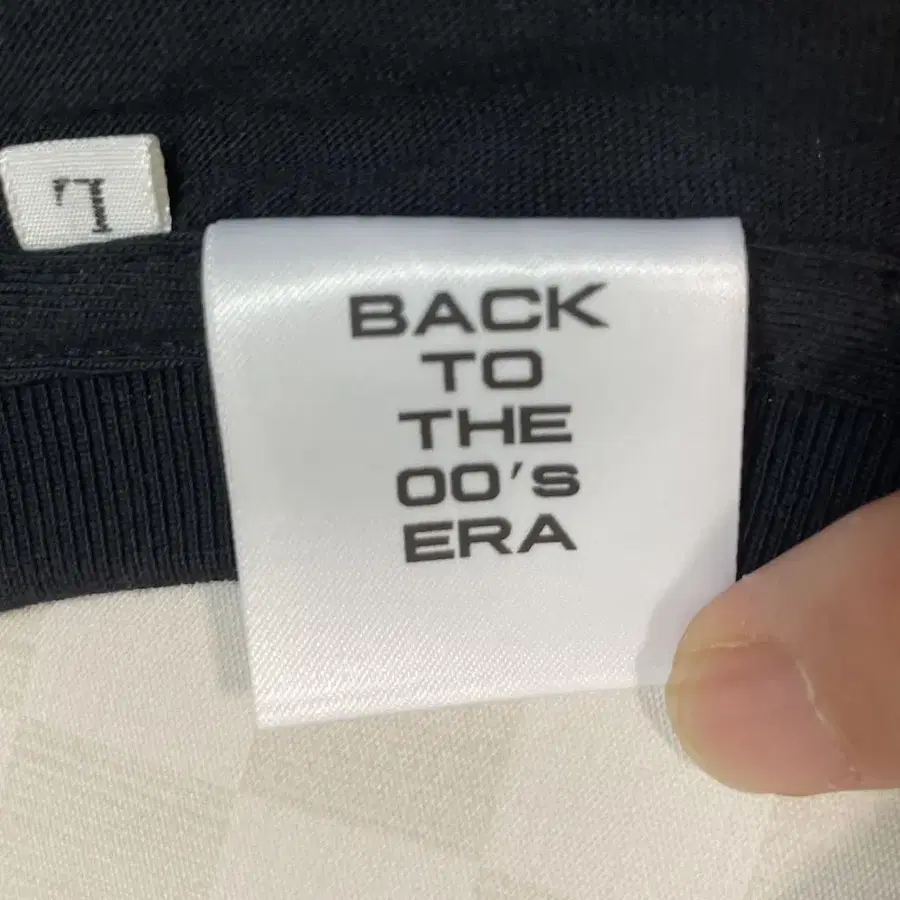 L
BACK
TO
THE
00's
ERA